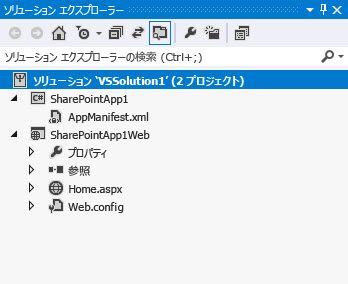 ソリューション エクスプローラー
ソリューション エクスプローラーの検索 (Ctrl+;)
ソリューション 'VSSolution1' (2 プロジェクト)
SharePointApp1
AppManifest.xml
SharePointApp1Web
プロパティ
参照
Home.aspx
Web.config